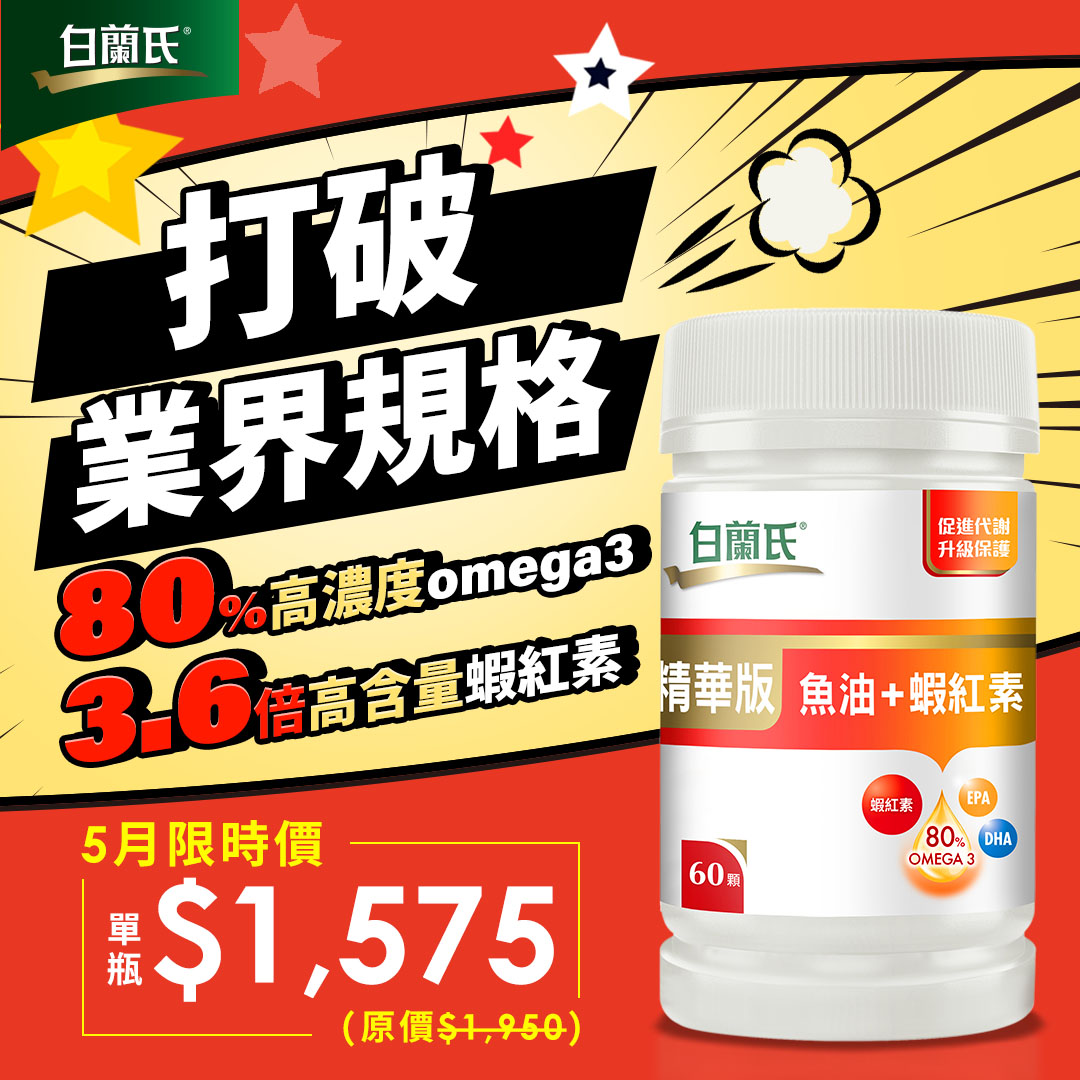 白蘭氏®
打破
業界規格
80%高濃度omega3
3.6倍高含量蝦紅素
5月限時價
單瓶 $1,575
(原價$1,950)
白蘭氏®
促進代謝
升級保護
精華版 魚油+蝦紅素
蝦紅素
EPA
DHA
80%
OMEGA 3
60顆